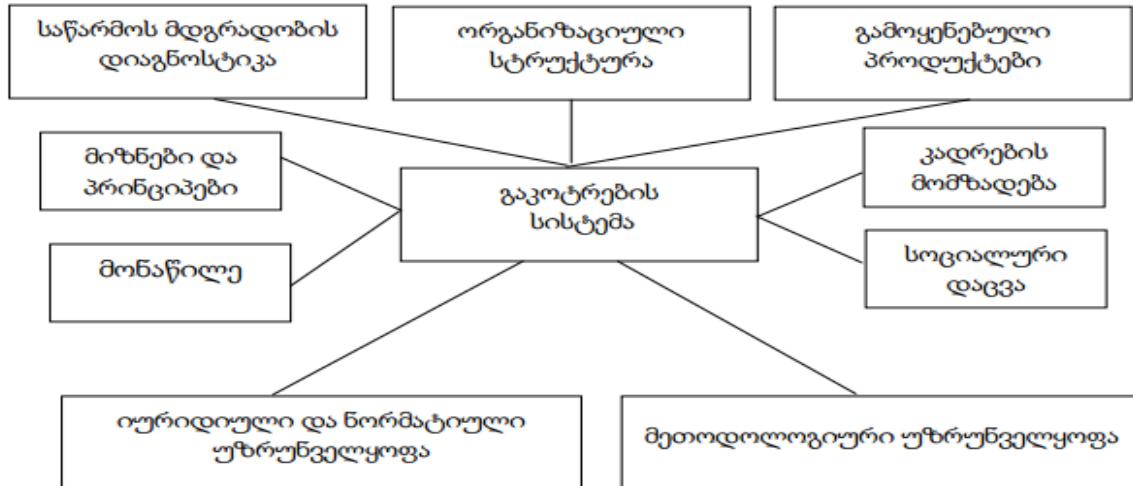 საწარმოს მდგრადობის
დიაგნოსტიკა
ორგანიზაციული
სტრუქტურა
გამოყენებული
პროდუქტები
მიზნები და
პრინციპები
გაკოტრების
სისტემა
კადრების
მომზადება
მონაწილე
სოციალური
დაცვა
იურიდიული და ნორმატიული
უზრუნველყოფა
მეთოდოლოგიური უზრუნველყოფა